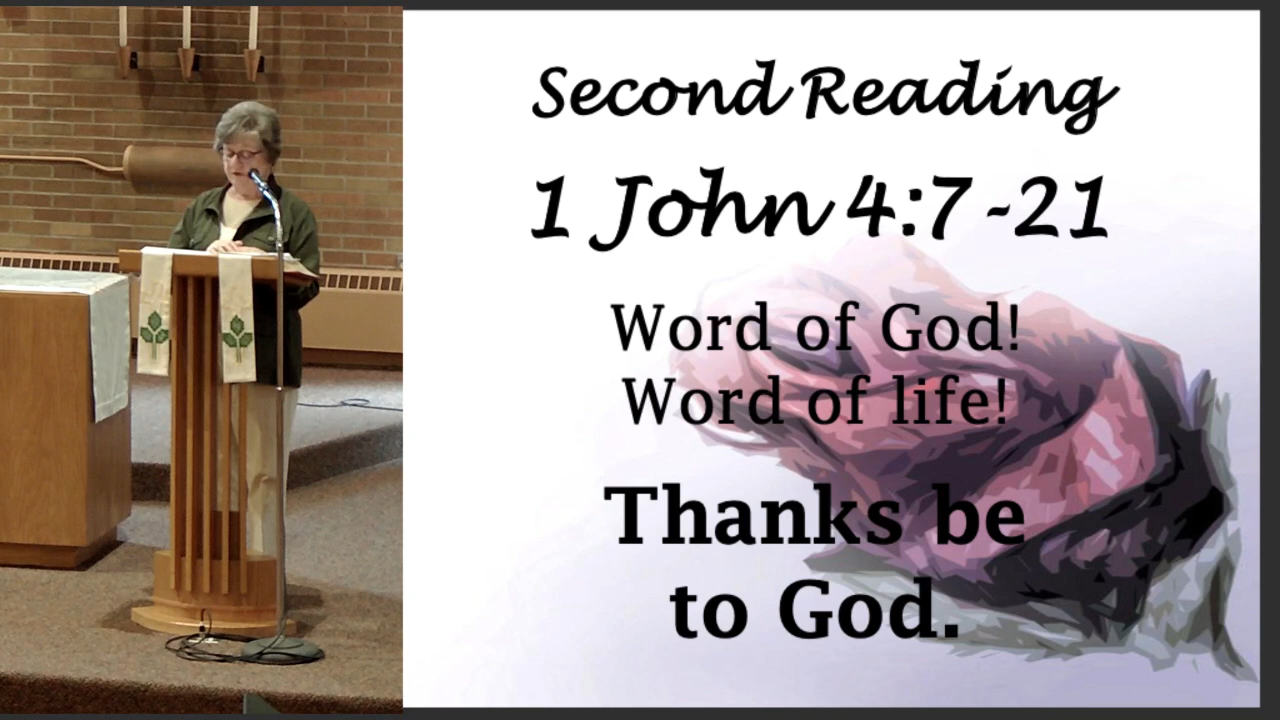 Second Reading
1 John 4:7-21
Word of God!
Word of life!
Thanks be
to God.